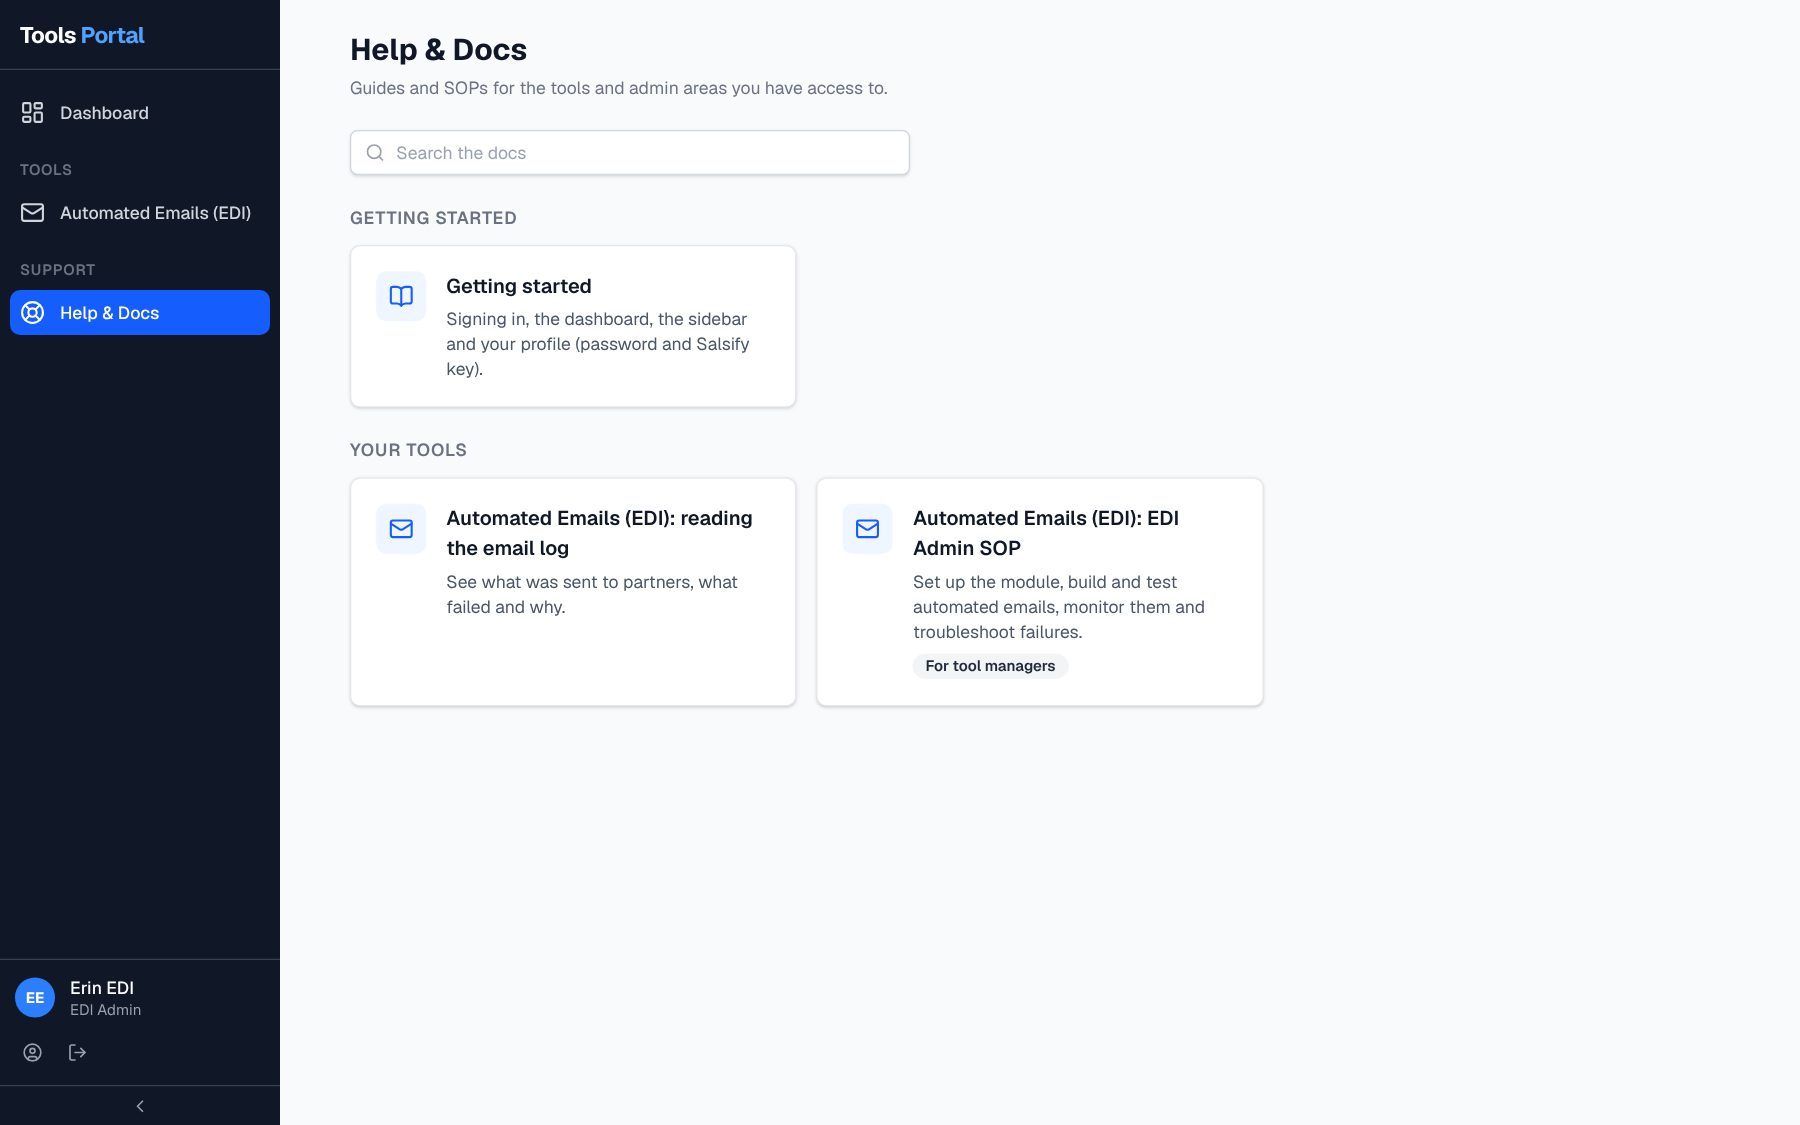 Tools Portal
Dashboard
TOOLS
Automated Emails (EDI)
SUPPORT
Help & Docs
EE
Erin EDI
EDI Admin
Help & Docs
Guides and SOPs for the tools and admin areas you have access to.
Search the docs
GETTING STARTED
Getting started
Signing in, the dashboard, the sidebar
and your profile (password and Salsify
key).
YOUR TOOLS
Automated Emails (EDI): reading
the email log
See what was sent to partners, what
failed and why.
Automated Emails (EDI): EDI
Admin SOP
Set up the module, build and test
automated emails, monitor them and
troubleshoot failures.
For tool managers